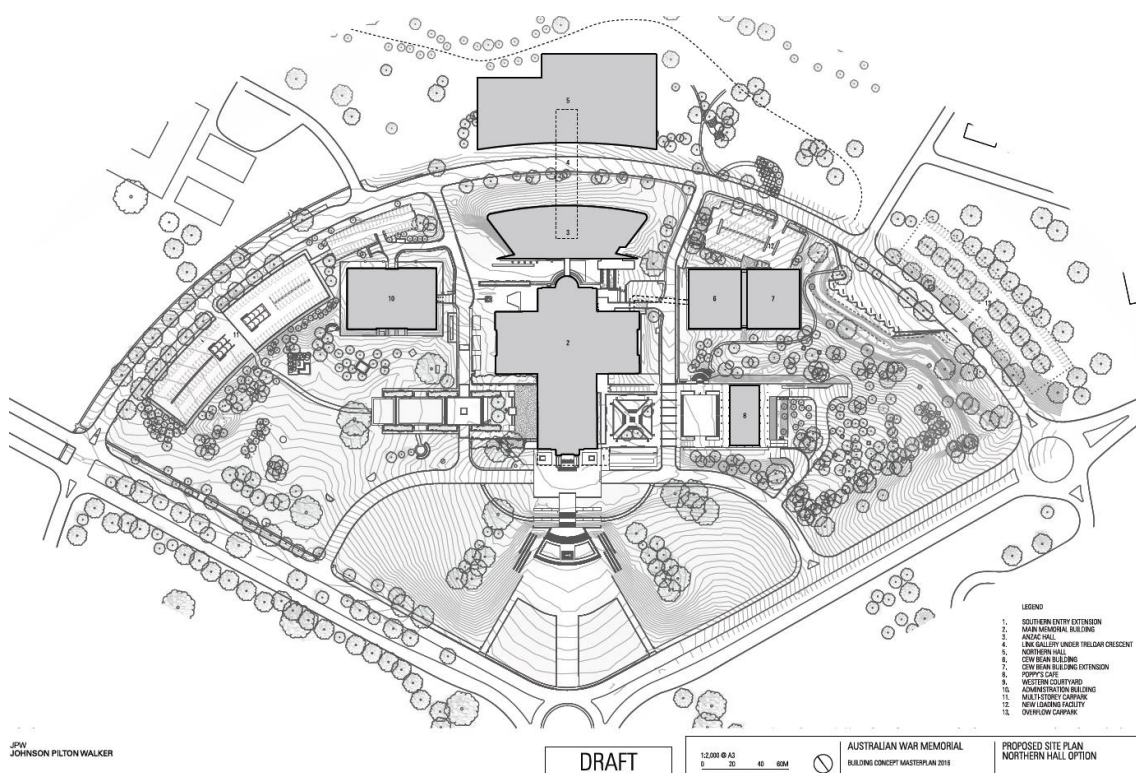 5
4
3
12
10
6
7
11
2
13
8
1
LEGEND
1. SOUTHERN ENTRY EXTENSION
2. MAIN MEMORIAL BUILDING
3. ANZAC HALL
4. LINK GALLERY UNDER TRELOAR CRESCENT
5. NORTHERN HALL
6. CEW BEAN BUILDING
7. CEW BEAN BUILDING EXTENSION
8. POPPY'S CAFE
9. WESTERN COURTYARD
10. ADMINISTRATION BUILDING
11. MULTI-STOREY CARPARK
12. NEW LOADING FACILITY
13. OVERFLOW CARPARK
JPW
JOHNSON PILTON WALKER
DRAFT
1:2,000 @ A3
0 20 40 60M
AUSTRALIAN WAR MEMORIAL
BUILDING CONCEPT MASTERPLAN 2016
PROPOSED SITE PLAN
NORTHERN HALL OPTION